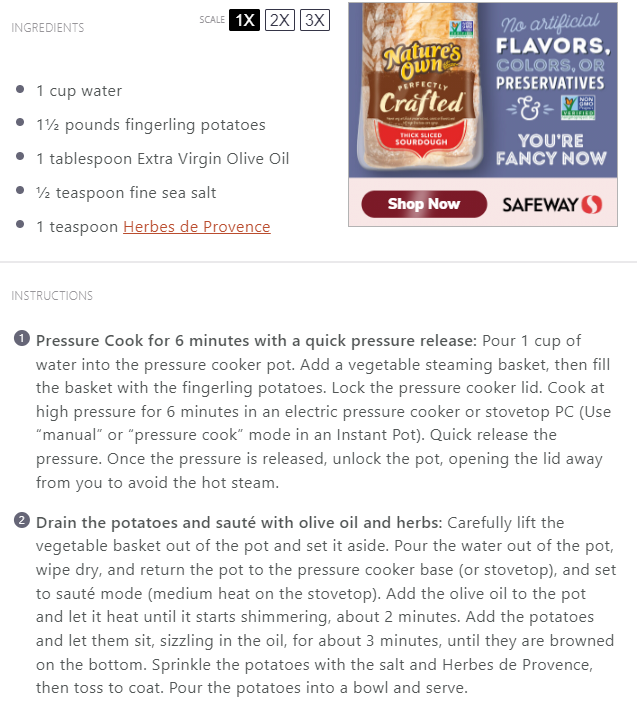 INGREDIENTS
SCALE 1X 2X 3X
1 cup water
1½ pounds fingerling potatoes
1 tablespoon Extra Virgin Olive Oil
½ teaspoon fine sea salt
1 teaspoon Herbes de Provence
Nature's
Own
PERFECTLY
Crafted
THICK SLICED
SOURDOUGH
No artificial
FLAVORS,
COLORS, OR
PRESERVATIVES
&
NON
GMO
VERIFIED
YOU'RE
FANCY NOW
Shop Now
SAFEWAY
INSTRUCTIONS
1 Pressure Cook for 6 minutes with a quick pressure release: Pour 1 cup of
water into the pressure cooker pot. Add a vegetable steaming basket, then fill
the basket with the fingerling potatoes. Lock the pressure cooker lid. Cook at
high pressure for 6 minutes in an electric pressure cooker or stovetop PC (Use
“manual” or “pressure cook” mode in an Instant Pot). Quick release the
pressure. Once the pressure is released, unlock the pot, opening the lid away
from you to avoid the hot steam.
2 Drain the potatoes and sauté with olive oil and herbs: Carefully lift the
vegetable basket out of the pot and set it aside. Pour the water out of the pot,
wipe dry, and return the pot to the pressure cooker base (or stovetop), and set
to sauté mode (medium heat on the stovetop). Add the olive oil to the pot
and let it heat until it starts shimmering, about 2 minutes. Add the potatoes
and let them sit, sizzling in the oil, for about 3 minutes, until they are browned
on the bottom. Sprinkle the potatoes with the salt and Herbes de Provence,
then toss to coat. Pour the potatoes into a bowl and serve.